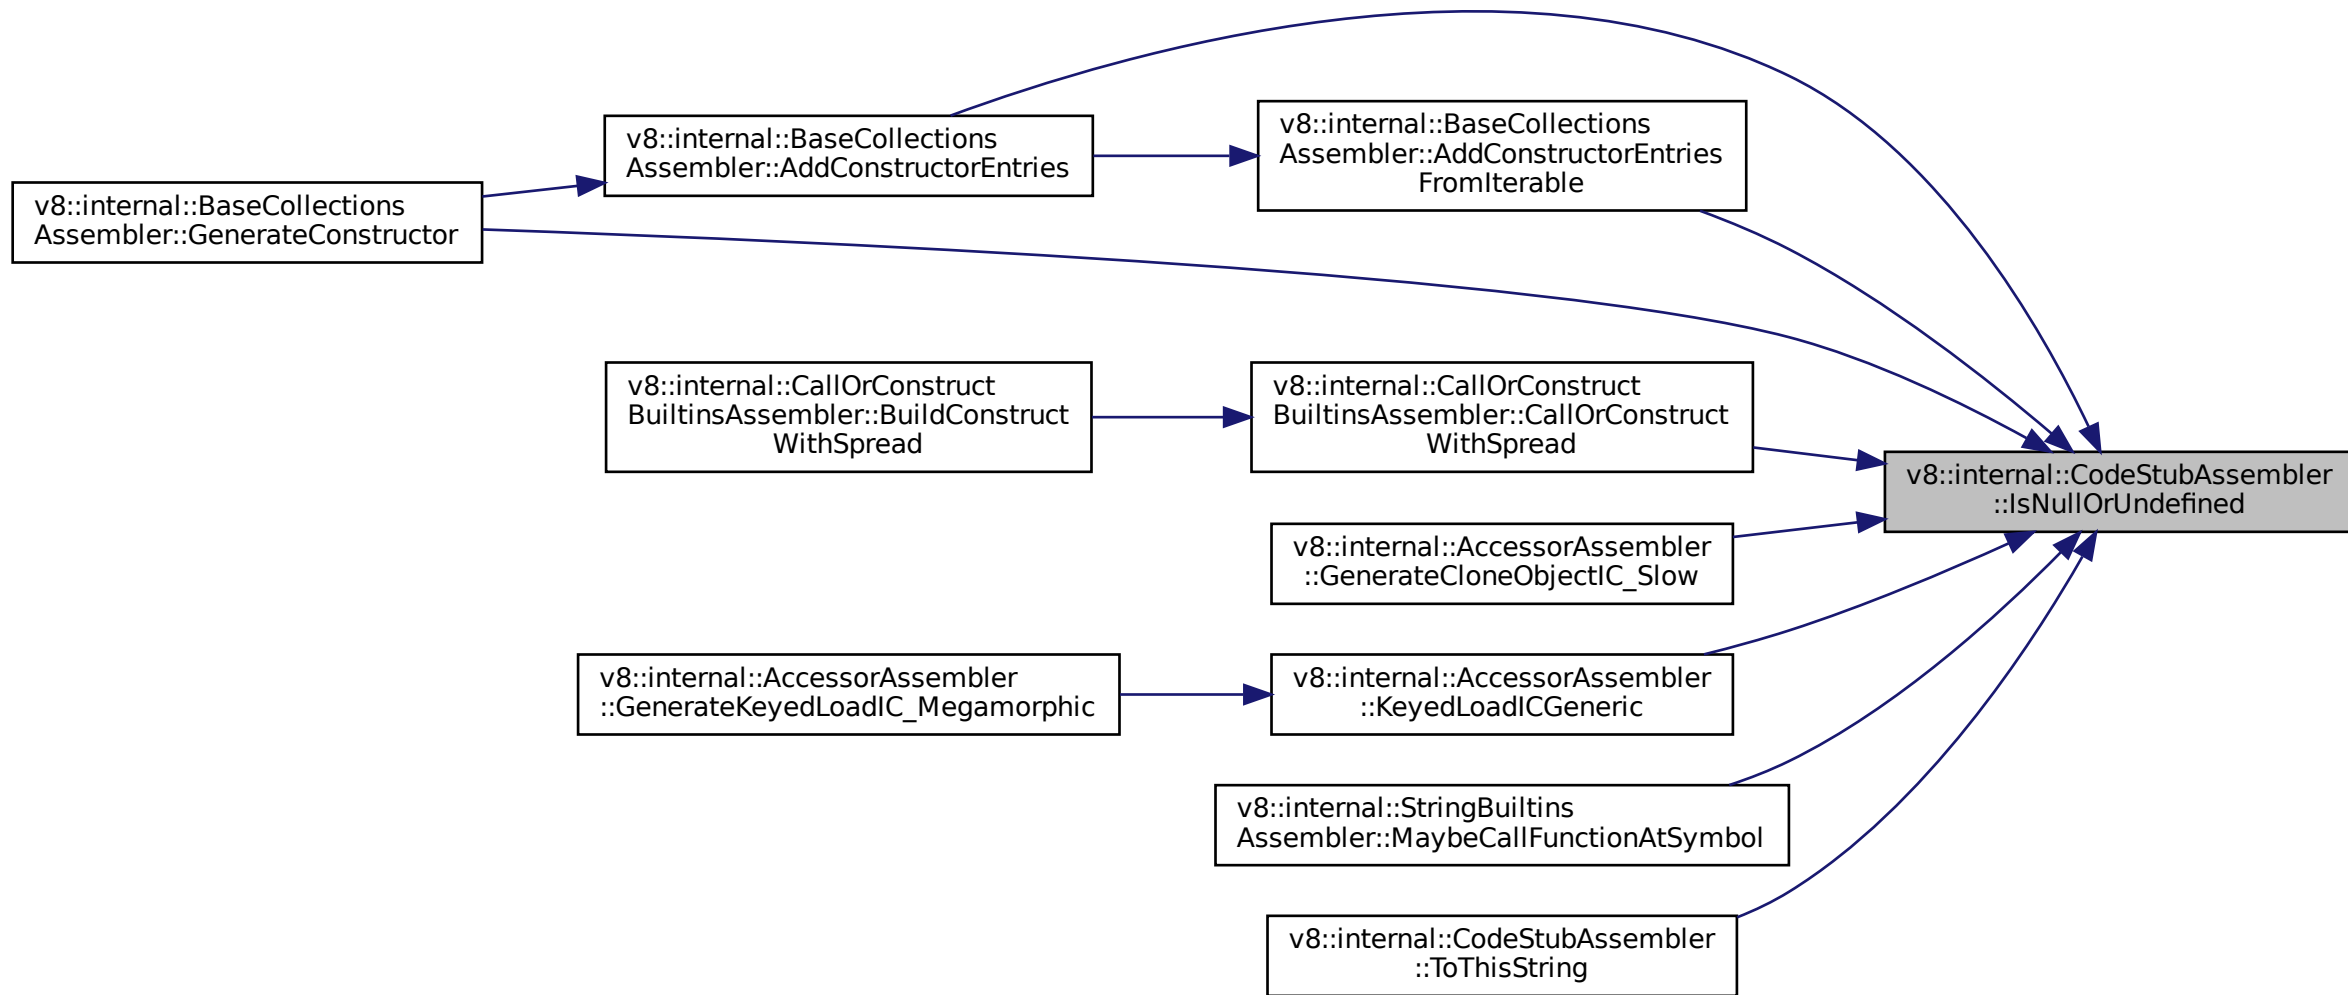 v8::internal::BaseCollections
Assembler::GenerateConstructor
v8::internal::BaseCollections
Assembler::AddConstructorEntries
v8::internal::BaseCollections
Assembler::AddConstructorEntries
FromIterable
v8::internal::CallOrConstruct
BuiltinsAssembler::BuildConstruct
WithSpread
v8::internal::CallOrConstruct
BuiltinsAssembler::CallOrConstruct
WithSpread
v8::internal::CodeStubAssembler
::IsNullOrUndefined
v8::internal::AccessorAssembler
::GenerateCloneObjectIC_Slow
v8::internal::AccessorAssembler
::GenerateKeyedLoadIC_Megamorphic
v8::internal::AccessorAssembler
::KeyedLoadICGeneric
v8::internal::StringBuiltins
Assembler::MaybeCallFunctionAtSymbol
v8::internal::CodeStubAssembler
::ToThisString